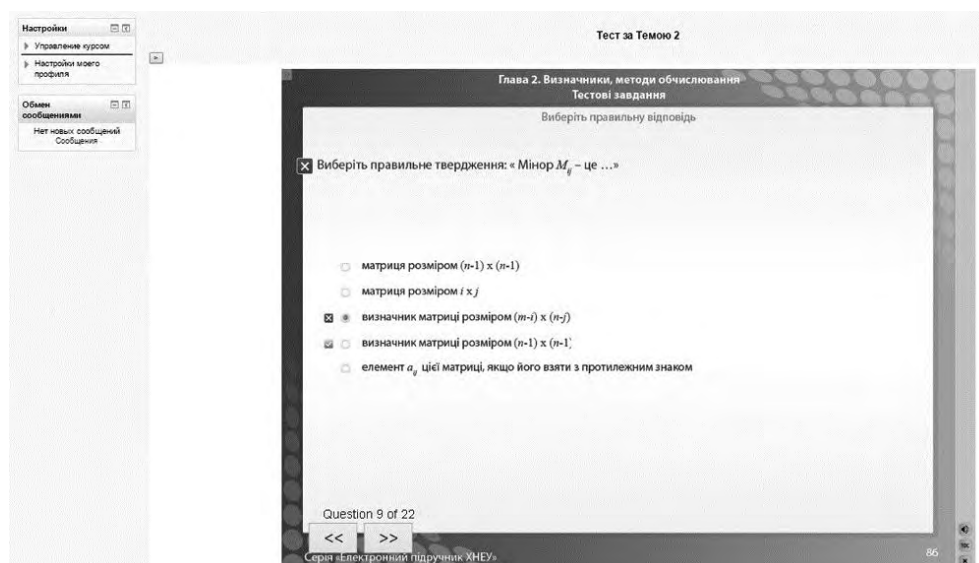 Настройки
Управление курсом
Настройки моего
профиля
Обмен
сообщениями
Нет новых сообщений
Сообщения
Тест за Темою 2
Глава 2. Визначники, методи обчислювання
Тестові завдання
Виберіть правильну відповідь
Виберіть правильне твердження: « Мінор Mij – це …»
матриця розміром (n-1) x (n-1)
матриця розміром i x j
визначник матриці розміром (m-i) x (n-j)
визначник матриці розміром (n-1) x (n-1)
елемент aij цієї матриці, якщо його взяти з протилежним знаком
Question 9 of 22
<< >>
Серія «Електронний підручник ХНЕУ»
86